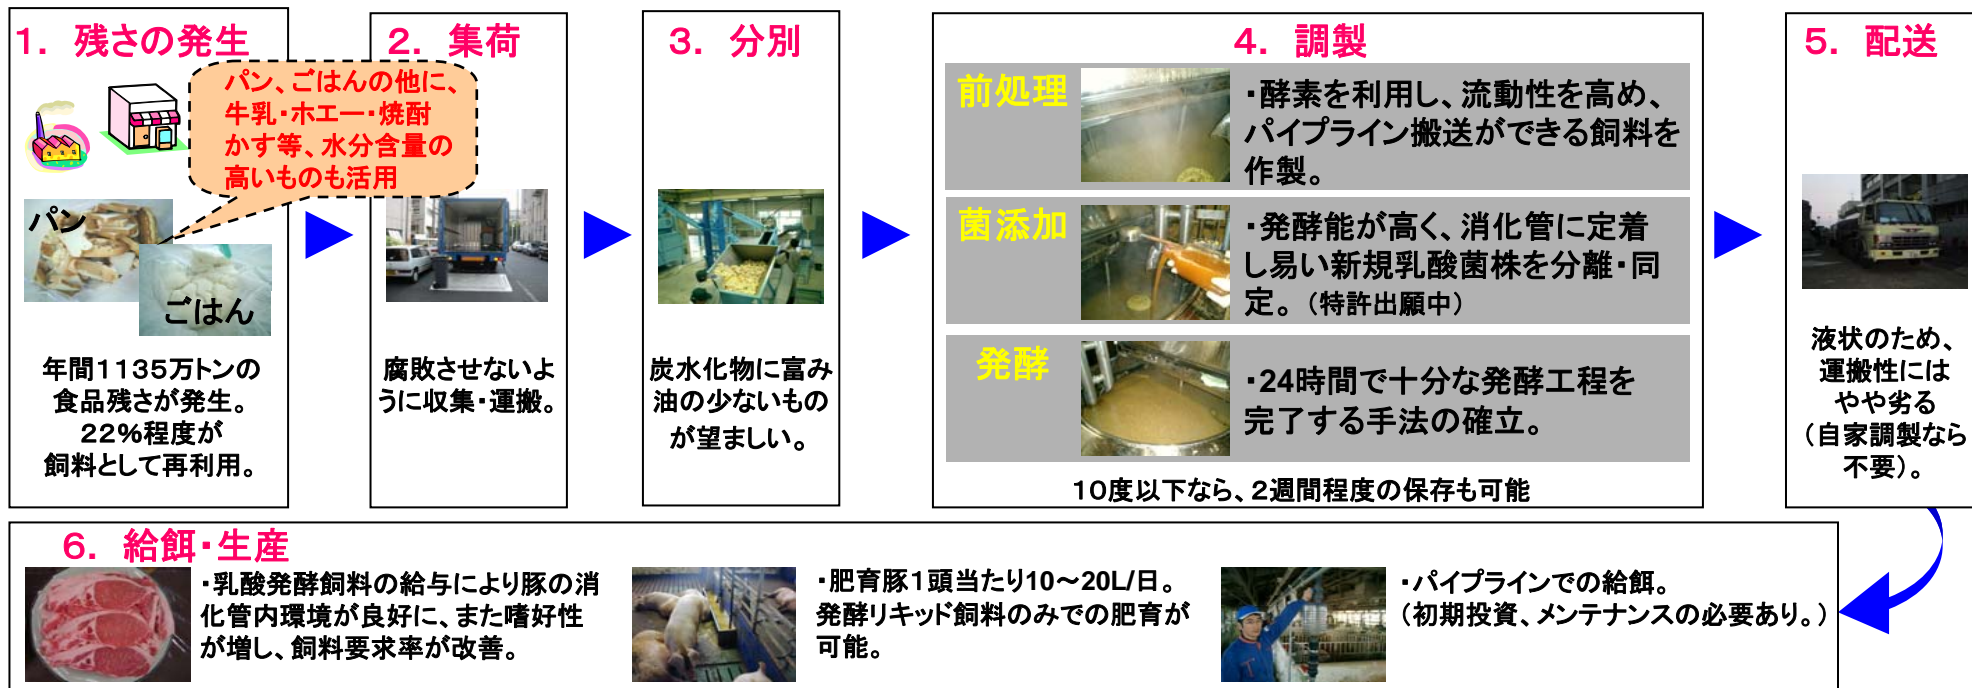 1. 残さの発生
パン、ごはんの他に、
牛乳・ホエー・焼酎
かす等、水分含量の
高いものも活用
パン
ごはん
年間1135万トンの
食品残さが発生。
22%程度が
飼料として再利用。
2. 集荷
腐敗させないよ
うに収集・運搬。
3. 分別
炭水化物に富み
油の少ないもの
が望ましい。
4. 調製
前処理
・酵素を利用し、流動性を高め、
パイプライン搬送ができる飼料を
作製。
菌添加
・発酵能が高く、消化管に定着
し易い新規乳酸菌株を分離・同
定。(特許出願中)
発酵
・24時間で十分な発酵工程を
完了する手法の確立。
10度以下なら、2週間程度の保存も可能
5. 配送
液状のため、
運搬性には
やや劣る
(自家調製なら
不要)。
6. 給餌・生産
・乳酸発酵飼料の給与により豚の消
化管内環境が良好に、また嗜好性
が増し、飼料要求率が改善。
・肥育豚1頭当たり10～20L/日。
発酵リキッド飼料のみでの肥育が
可能。
・パイプラインでの給餌。
(初期投資、メンテナンスの必要あり。)